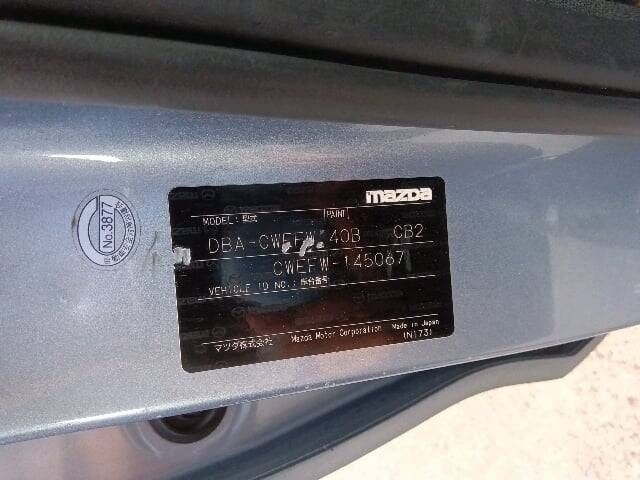 mazda
MODEL:型式 PAINT
DBA-CWEFW 40B CB2
CWEFW-145067
VEHICLE ID NO.:車台番号
マツダ株式会社 Mazda Motor Corporation Made in Japan
(N173)
No.3877